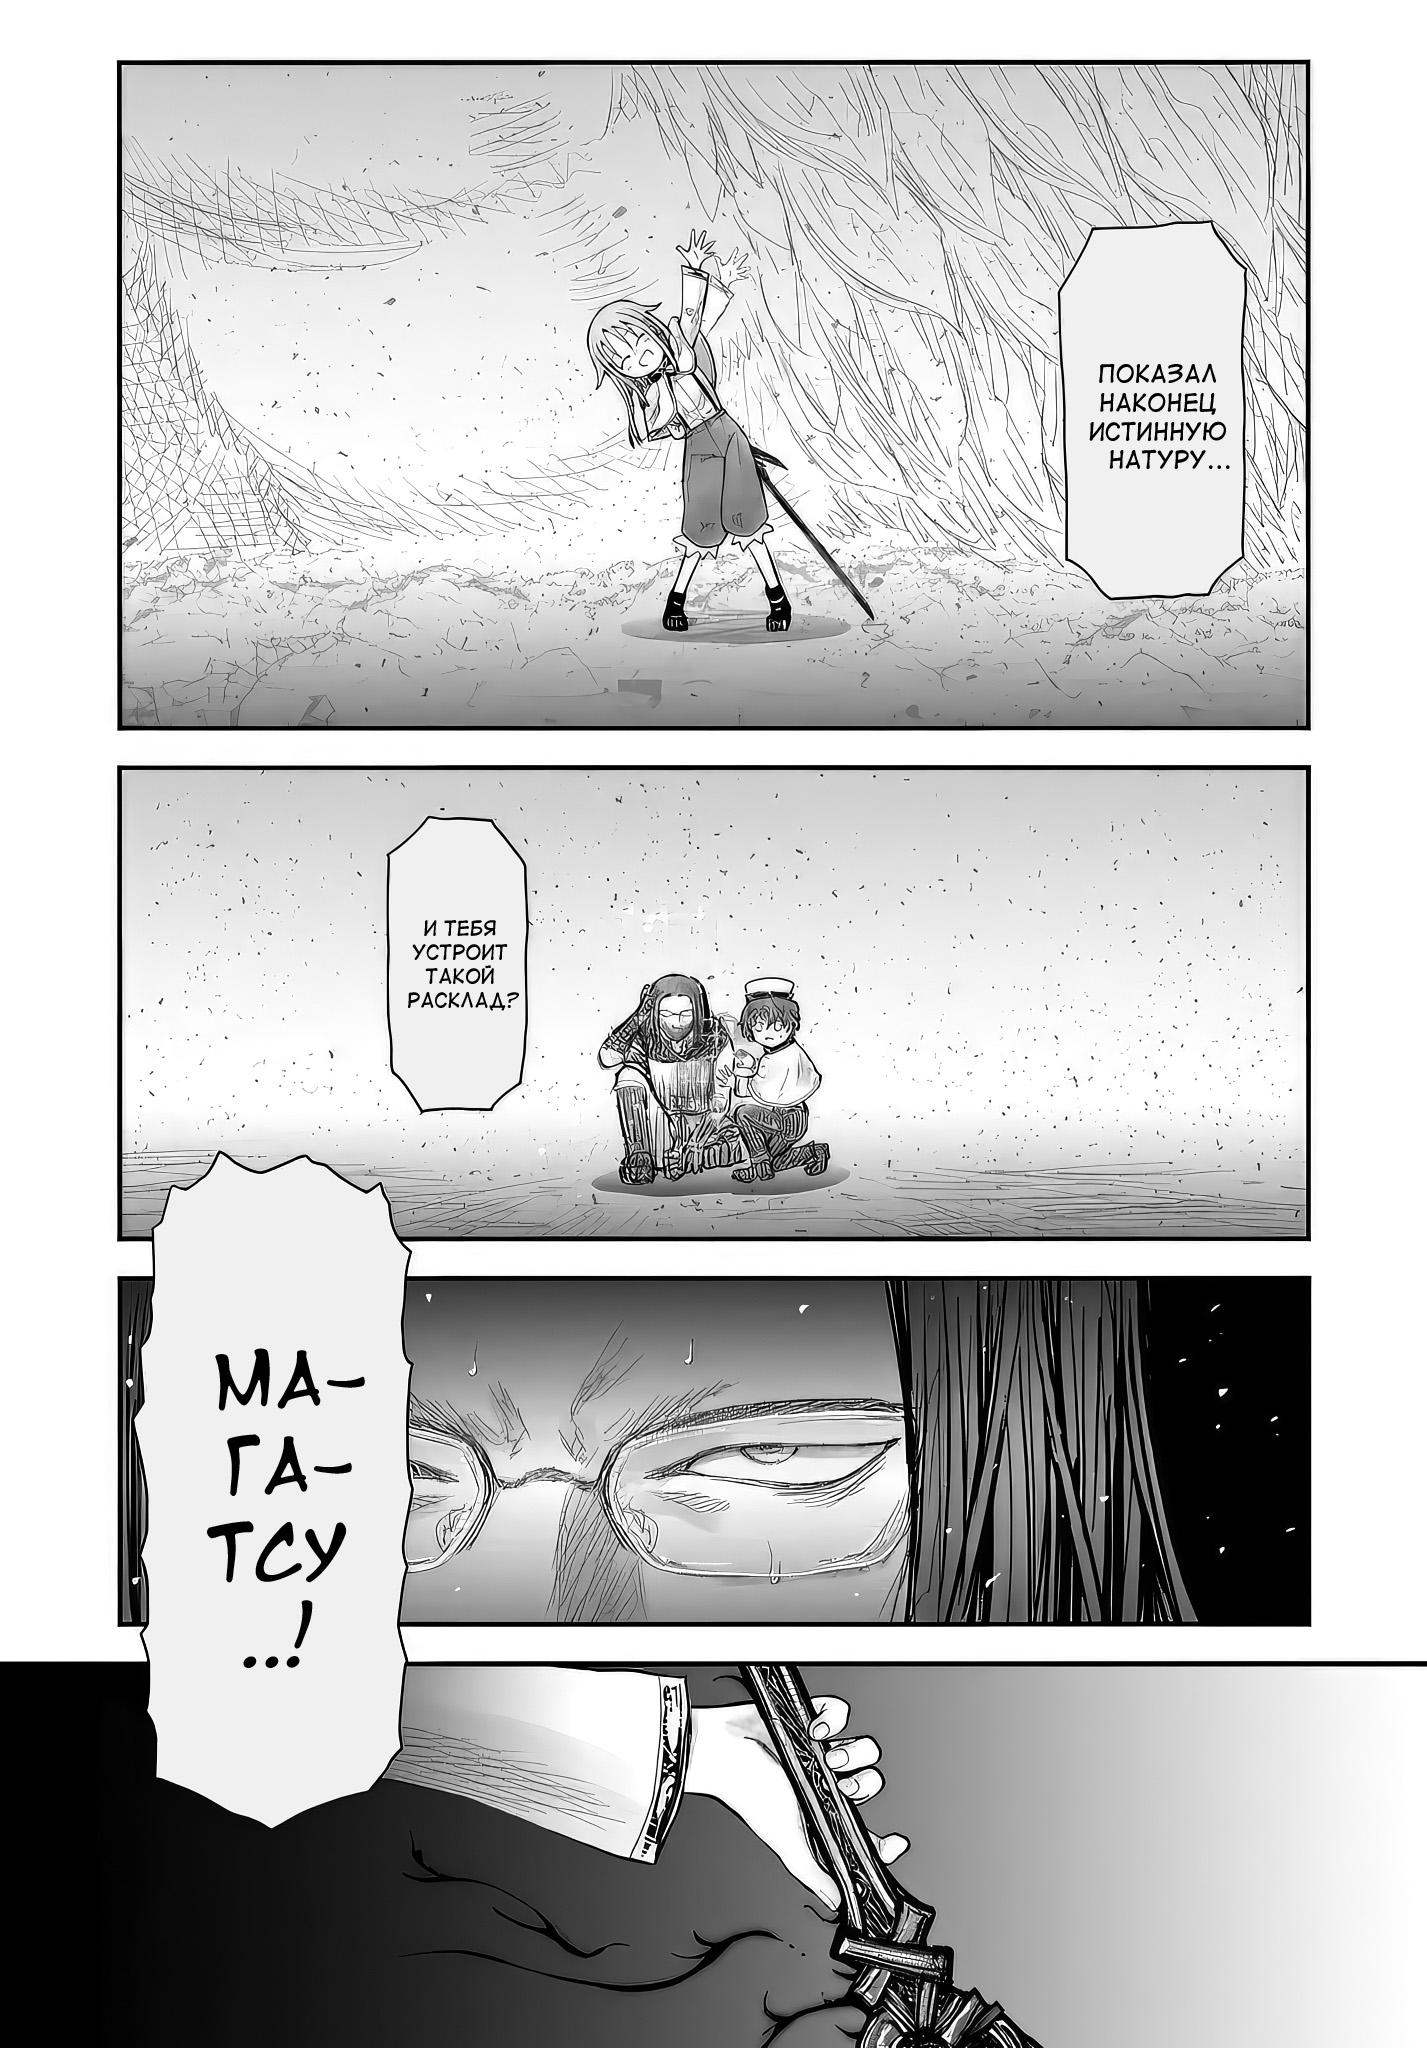 ПОКАЗАЛ
НАКОНЕЦ
ИСТИННУЮ
НАТУРУ...
И ТЕБЯ
УСТРОИТ
ТАКОЙ
РАСКЛАД?
МА-
ГА-
ТСУ
...!